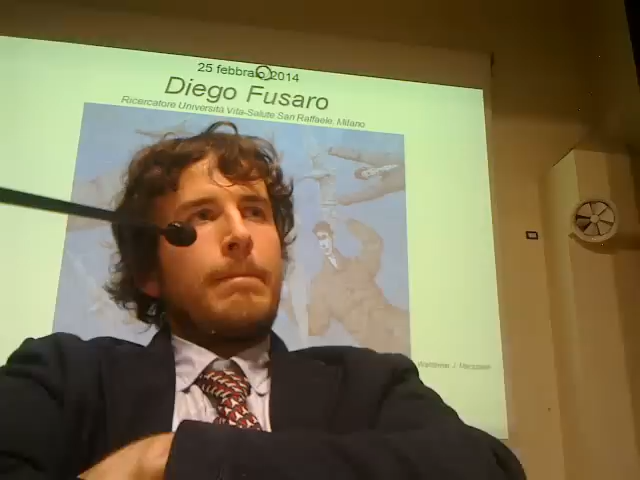 25 febbraio 2014
Diego Fusaro
Ricercatore Università Vita-Salute San Raffaele, Milano
J.